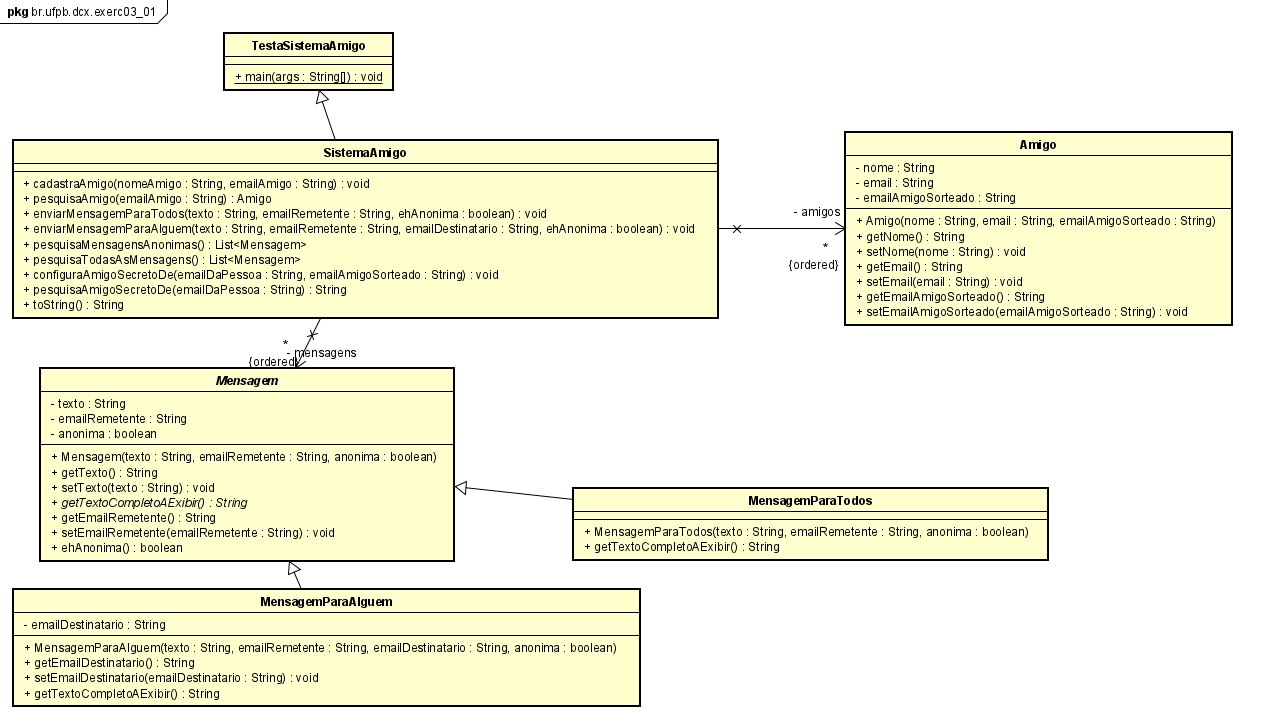 pkg br.ufpb.dcx.exerc03_01
TestaSistemaAmigo
+ main(args : String[]) : void
SistemaAmigo
+ cadastraAmigo(nomeAmigo : String, emailAmigo : String) : void
+ pesquisaAmigo(emailAmigo : String) : Amigo
+ enviarMensagemParaTodos(texto : String, emailRemetente : String, ehAnonima : boolean) : void
+ enviarMensagemParaAlguem(texto : String, emailRemetente : String, emailDestinatario : String, ehAnonima : boolean) : void
+ pesquisaMensagensAnonimas() : List<Mensagem>
+ pesquisaTodasAsMensagens() : List<Mensagem>
+ configuraAmigoSecretoDe(emailDaPessoa : String, emailAmigoSorteado : String) : void
+ pesquisaAmigoSecretoDe(emailDaPessoa : String) : String
+ toString() : String
- amigos
*
{ordered}
Amigo
- nome : String
- email : String
- emailAmigoSorteado : String
+ Amigo(nome : String, email : String, emailAmigoSorteado : String)
+ getNome() : String
+ setNome(nome : String) : void
+ getEmail() : String
+ setEmail(email : String) : void
+ getEmailAmigoSorteado() : String
+ setEmailAmigoSorteado(emailAmigoSorteado : String) : void
*
- mensagens
{ordered}
Mensagem
- texto : String
- emailRemetente : String
- anonima : boolean
+ Mensagem(texto : String, emailRemetente : String, anonima : boolean)
+ getTexto() : String
+ setTexto(texto : String) : void
+ getTextoCompletoAExibir() : String
+ getEmailRemetente() : String
+ setEmailRemetente(emailRemetente : String) : void
+ ehAnonima() : boolean
MensagemParaTodos
+ MensagemParaTodos(texto : String, emailRemetente : String, anonima : boolean)
+ getTextoCompletoAExibir() : String
MensagemParaAlguem
- emailDestinatario : String
+ MensagemParaAlguem(texto : String, emailRemetente : String, emailDestinatario : String, anonima : boolean)
+ getEmailDestinatario() : String
+ setEmailDestinatario(emailDestinatario : String) : void
+ getTextoCompletoAExibir() : String